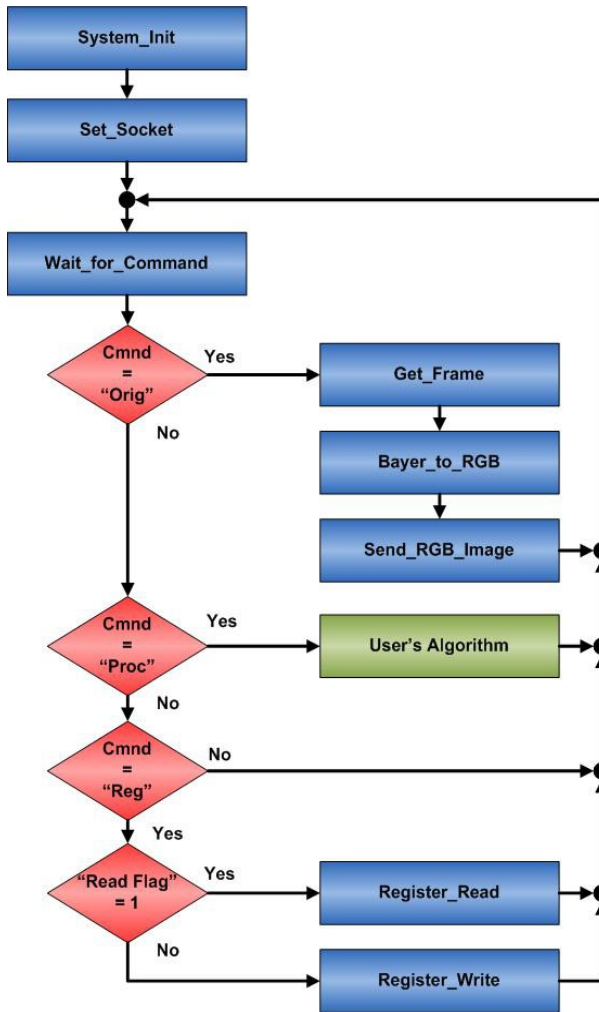 System_Init
Set_Socket
Wait_for_Command
Cmnd
=
“Orig”
Yes
No
Get_Frame
Bayer_to_RGB
Send_RGB_Image
Cmnd
=
“Proc”
Yes
No
User’s Algorithm
Cmnd
=
“Reg”
No
Yes
“Read Flag”
= 1
Yes
No
Register_Read
Register_Write